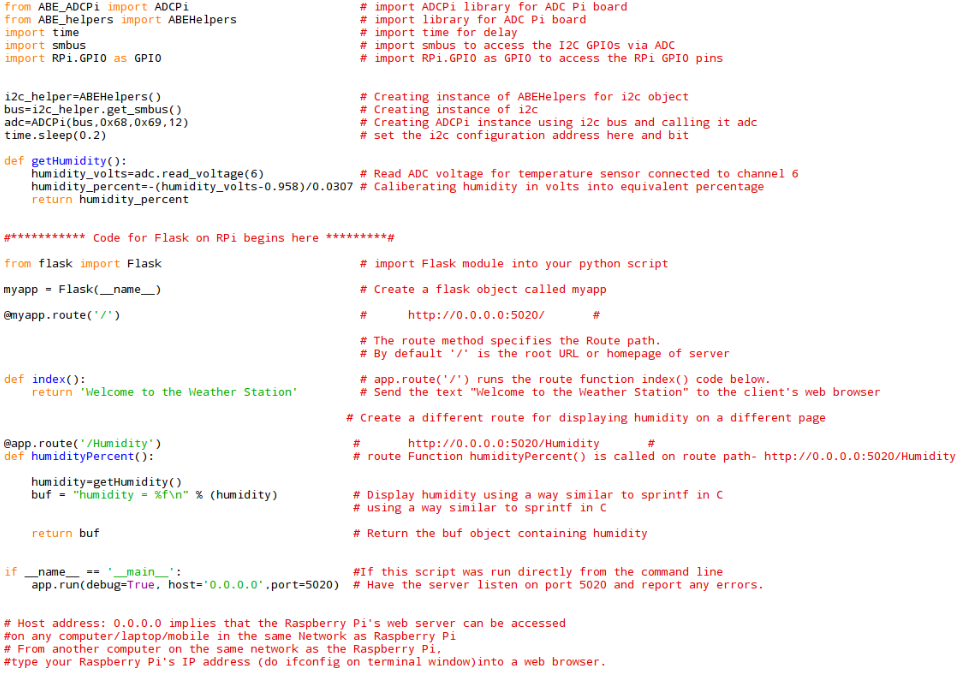 from ABE_ADCPi import ADCPi # import ADCPi library for ADC Pi board
from ABE_helpers import ABEHelpers # import library for ADC Pi board
import time # import time for delay
import smbus # import smbus to access the I2C GPIOs via ADC
import RPi.GPIO as GPIO # import RPi.GPIO as GPIO to access the RPi GPIO pins
i2c_helper=ABEHelpers() # Creating instance of ABEHelpers for i2c object
bus=i2c_helper.get_smbus() # Creating instance of i2c
adc=ADCPi(bus,0x68,0x69,12) # Creating ADCPi instance using i2c bus and calling it adc
time.sleep(0.2) # set the i2c configuration address here and bit
def getHumidity():
humidity_volts=adc.read_voltage(6) # Read ADC voltage for temperature sensor connected to channel 6
humidity_percent=-(humidity_volts-0.958)/0.0307 # Caliberating humidity in volts into equivalent percentage
return humidity_percent
#*********** Code for Flask on RPi begins here *********#
from flask import Flask # import Flask module into your python script
myapp = Flask(__name__) # Create a flask object called myapp
@myapp.route('/') # http://0.0.0.0:5020/ #
# The route method specifies the Route path.
# By default '/' is the root URL or homepage of server
def index(): # app.route('/') runs the route function index() code below.
return 'Welcome to the Weather Station' # Send the text "Welcome to the Weather Station" to the client's web browser
# Create a different route for displaying humidity on a different page
@app.route('/Humidity') # http://0.0.0.0:5020/Humidity #
def humidityPercent(): # route Function humidityPercent() is called on route path- http://0.0.0.0:5020/Humidity
humidity=getHumidity()
buf = "humidity = %f\n" % (humidity) # Display humidity using a way similar to sprintf in C
# using a way similar to sprintf in C
return buf # Return the buf object containing humidity
if __name__ == '__main__': #If this script was run directly from the command line
app.run(debug=True, host='0.0.0.0',port=5020) # Have the server listen on port 5020 and report any errors.
# Host address: 0.0.0.0 implies that the Raspberry Pi's web server can be accessed
#on any computer/laptop/mobile in the same Network as Raspberry Pi
# From another computer on the same network as the Raspberry Pi,
#type your Raspberry Pi's IP address (do ifconfig on terminal window)into a web browser.